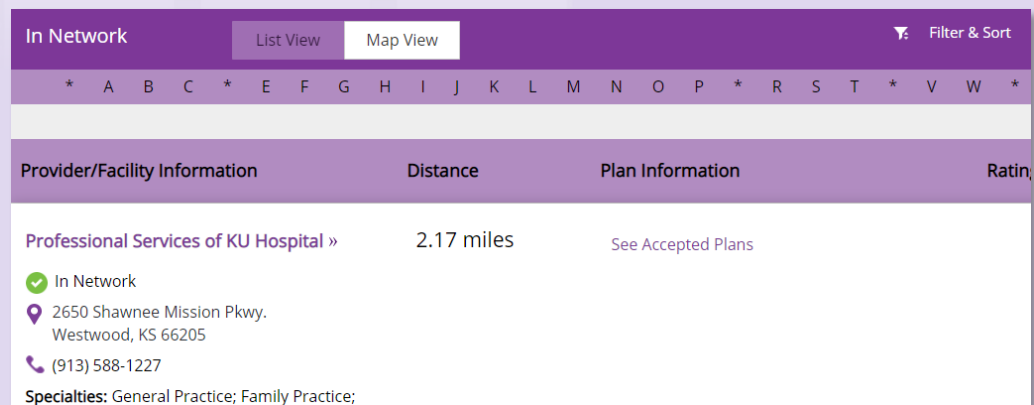 In Network List View Map View Filter & Sort
* A B C * E F G H I J K L M N O P * R S T * V W *
Provider/Facility Information Distance Plan Information Rating
Professional Services of KU Hospital » 2.17 miles See Accepted Plans
In Network
2650 Shawnee Mission Pkwy.
Westwood, KS 66205
(913) 588-1227
Specialties: General Practice; Family Practice;